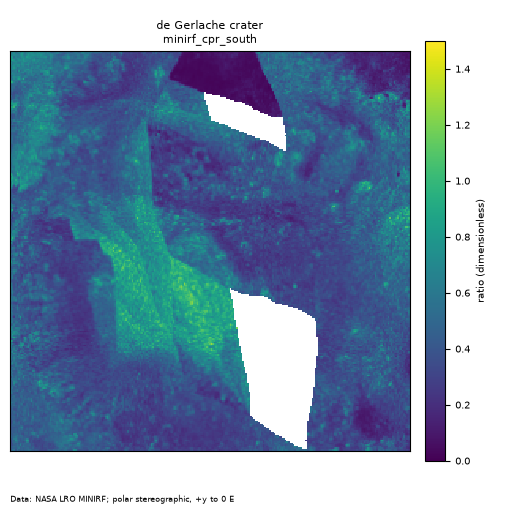 de Gerlache crater
minirf_cpr_south
1.4
1.2
1.0
0.8
0.6
0.4
0.2
0.0
ratio (dimensionless)
Data: NASA LRO MINIRF; polar stereographic, +y to 0 E